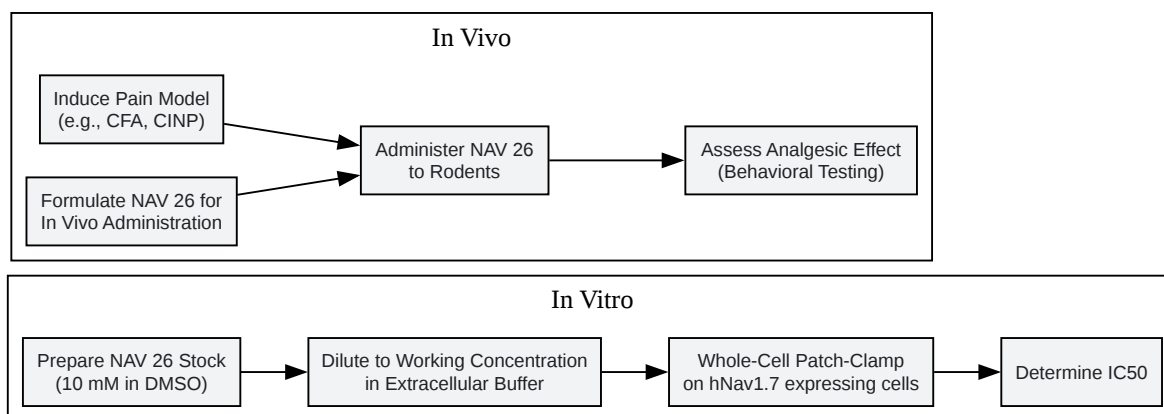 In Vivo
Induce Pain Model
(e.g., CFA, CINP)
Formulate NAV 26 for
In Vivo Administration
Administer NAV 26
to Rodents
Assess Analgesic Effect
(Behavioral Testing)
In Vitro
Prepare NAV 26 Stock
(10 mM in DMSO)
Dilute to Working Concentration
in Extracellular Buffer
Whole-Cell Patch-Clamp
on hNav1.7 expressing cells
Determine IC50